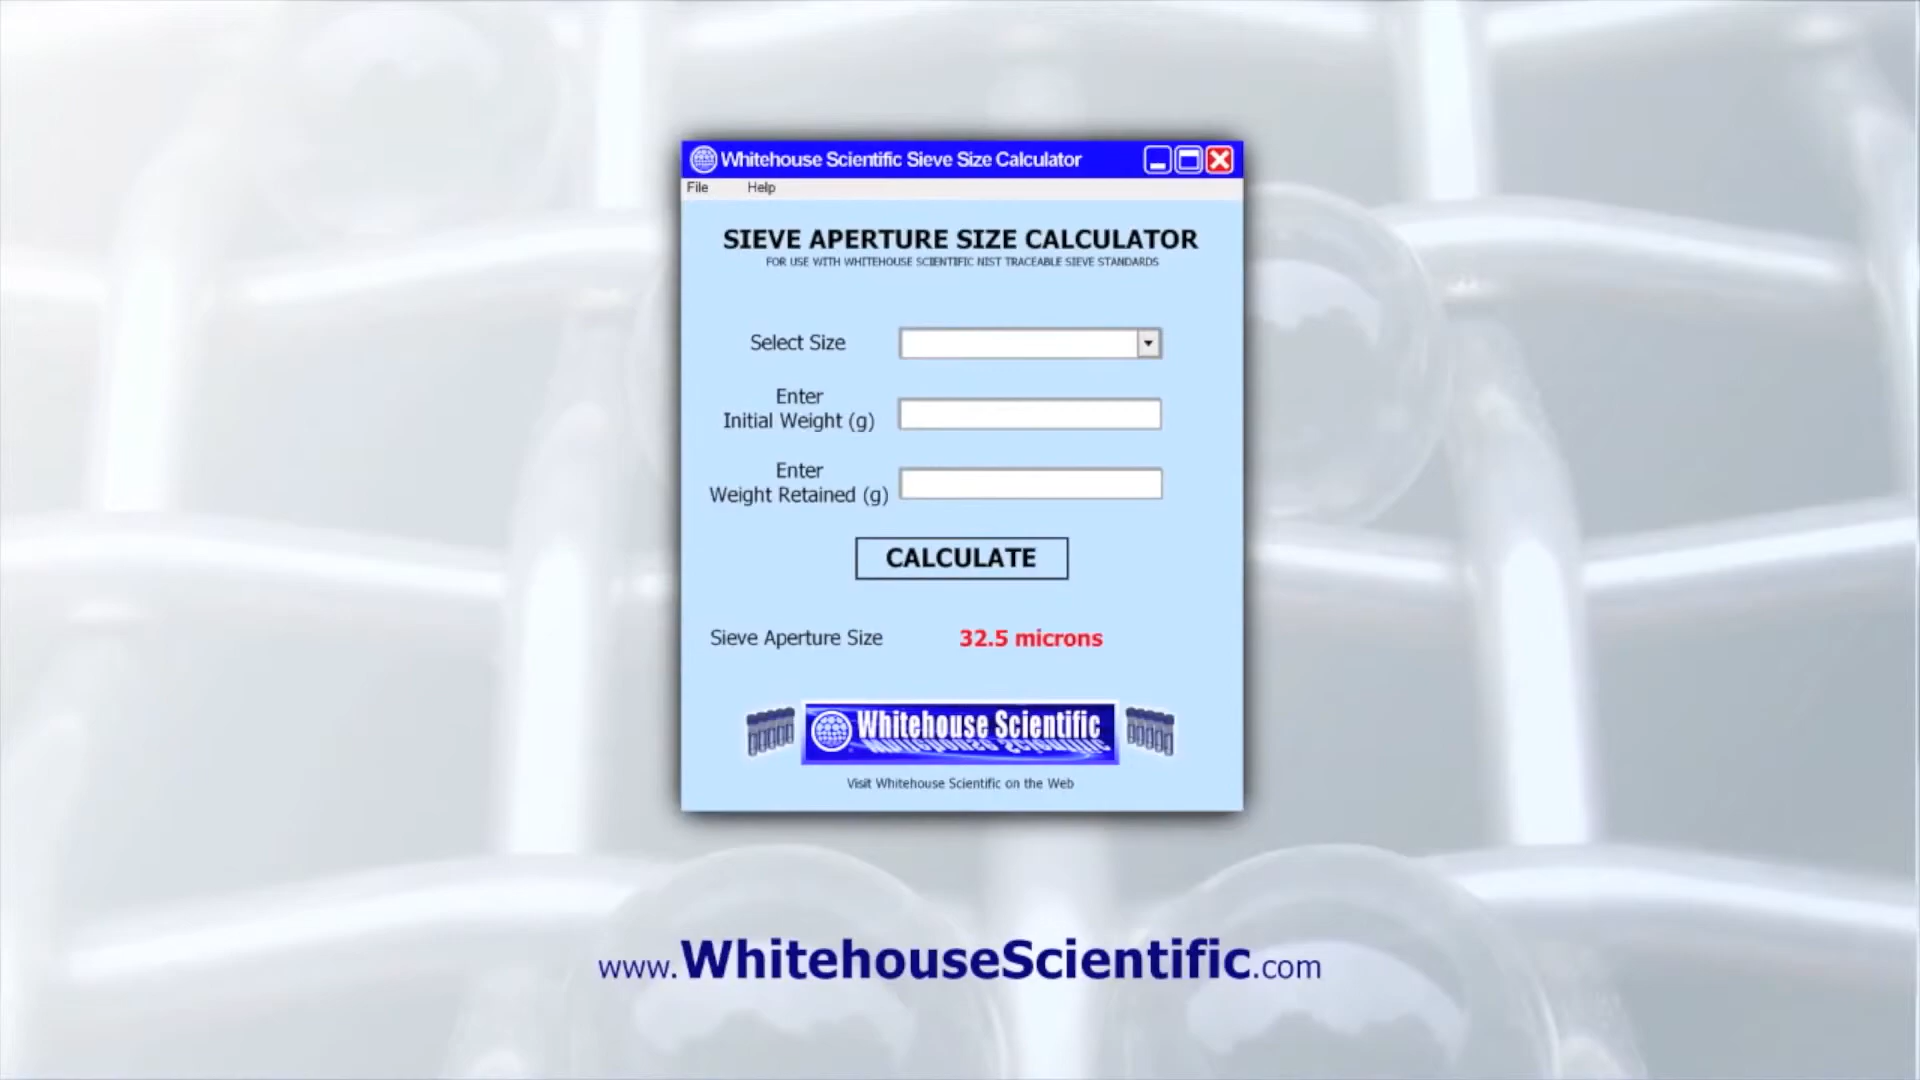 Whitehouse Scientific Sieve Size Calculator
File Help
SIEVE APERTURE SIZE CALCULATOR
FOR USE WITH WHITEHOUSE SCIENTIFIC NIST TRACEABLE SIEVE STANDARDS
Select Size
Enter
Initial Weight (g)
Enter
Weight Retained (g)
CALCULATE
Sieve Aperture Size 32.5 microns
Whitehouse Scientific
Visit Whitehouse Scientific on the Web
www.WhitehouseScientific.com